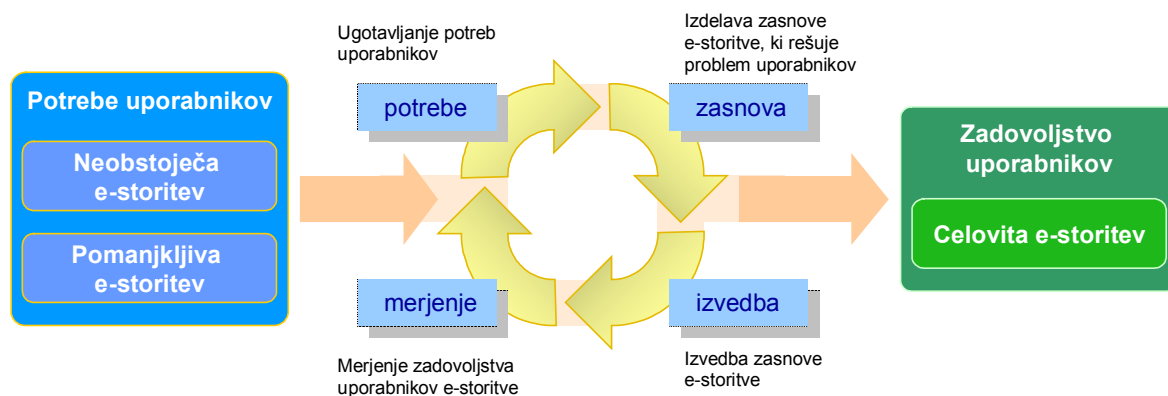 Potrebe uporabnikov
Neobstoječa
e-storitev
Pomanjkljiva
e-storitev
Ugotavljanje potreb
uporabnikov
potrebe
Izdelava zasnove
e-storitve, ki rešuje
problem uporabnikov
zasnova
merjenje
Merjenje zadovoljstva
uporabnikov e-storitve
izvedba
Izvedba zasnove
e-storitve
Zadovoljstvo
uporabnikov
Celovita e-storitev